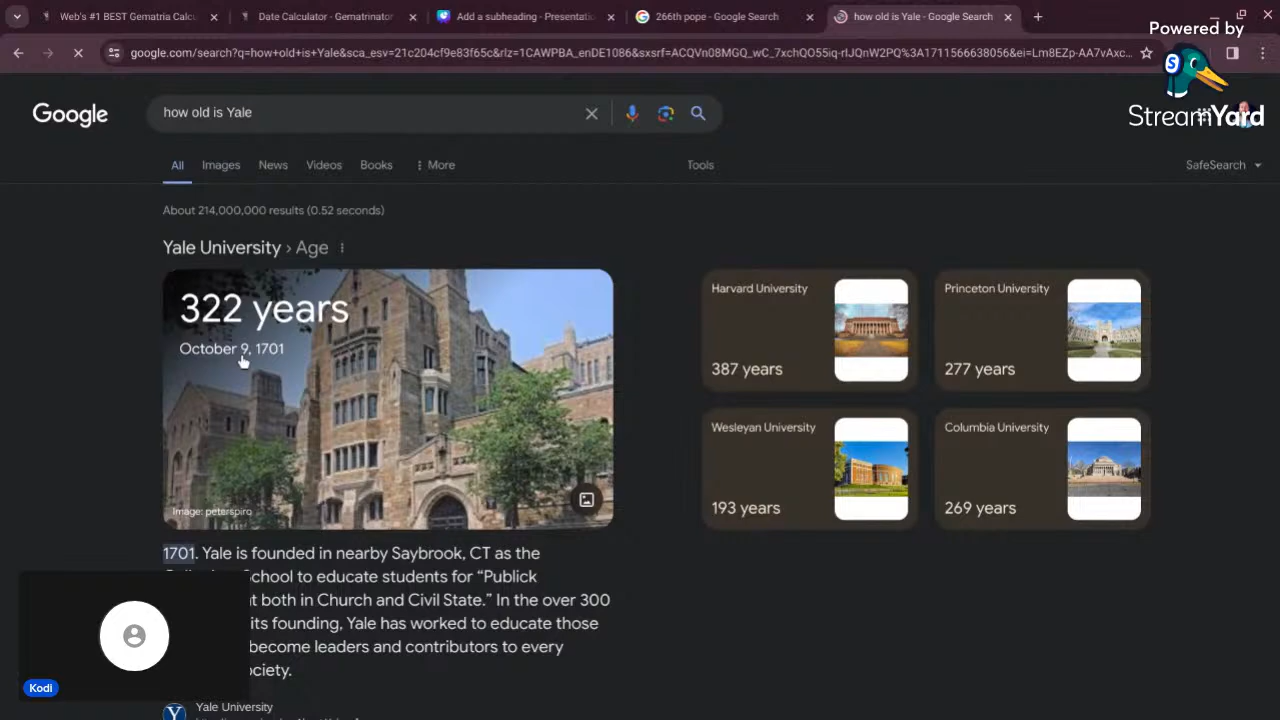 Web's #1 BEST Gematria Calcu
Date Calculator - Gematrinator
Add a subheading - Presentatio
266th pope - Google Search
how old is Yale - Google Search
Powered by
google.com/search?q=how+old+is+Yale&sca_esv=21c204cf9e83f65c&rlz=1CAWPBA_enDE1086&sxsrf=ACQVn08MGQ_wC_7xchQO55iq-rIJQnW2PQ%3A1711566638056&ei=Lm8EZp-AA7vAxc...
StreamYard
Google
how old is Yale
All
Images
News
Videos
Books
More
Tools
SafeSearch
About 214,000,000 results (0.52 seconds)
Yale University › Age
322 years
October 9, 1701
Image: peterspiro
Harvard University
387 years
Princeton University
277 years
Wesleyan University
193 years
Columbia University
269 years
1701. Yale is founded in nearby Saybrook, CT as the
School to educate students for “Publick
both in Church and Civil State.” In the over 300
its founding, Yale has worked to educate those
become leaders and contributors to every
Kodi
Y
Yale University